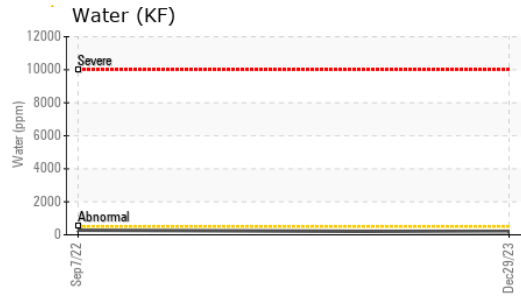 Water (KF)
12000
Severe
10000
8000
6000
4000
2000
Abnormal
0
Water (ppm)
Sep7/22
Dec29/23